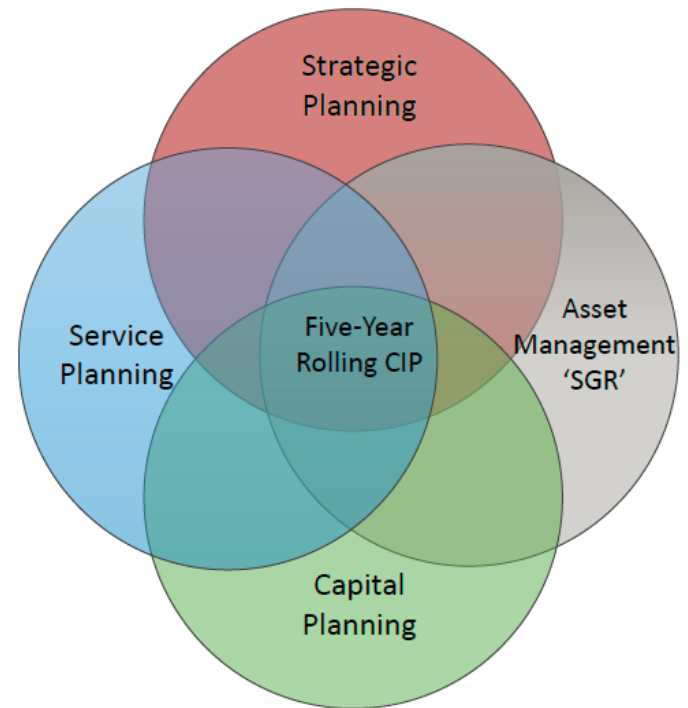 Strategic
Planning
Service
Planning
Five-Year
Rolling CIP
Asset
Management
‘SGR’
Capital
Planning